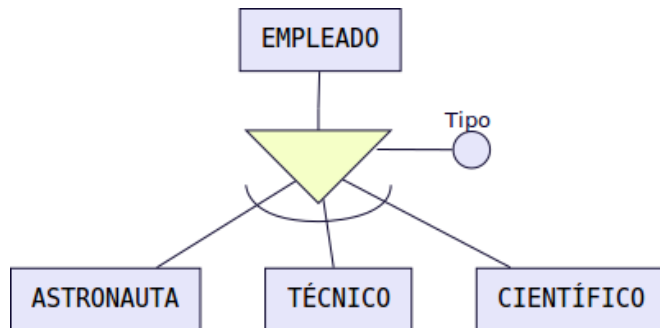 EMPLEADO
Tipo
ASTRONAUTA
TÉCNICO
CIENTÍFICO